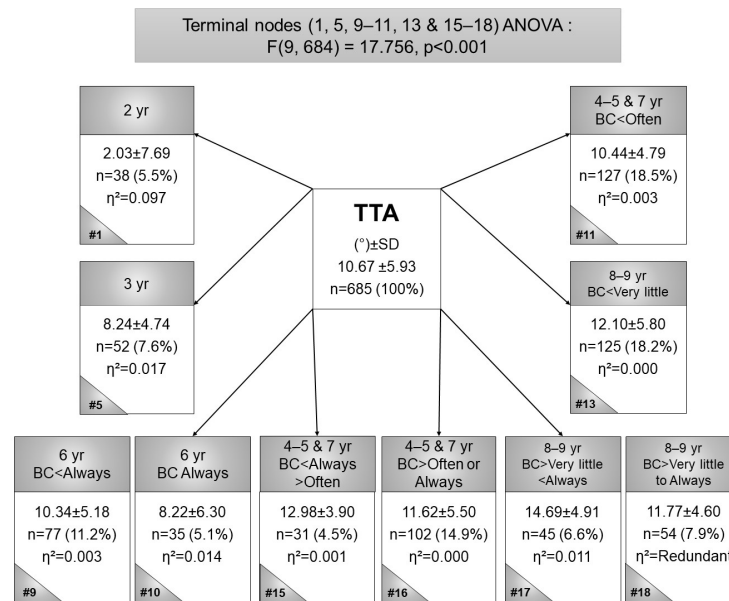 Terminal nodes (1, 5, 9–11, 13 & 15–18) ANOVA :
F(9, 684) = 17.756, p<0.001
2 yr
2.03±7.69
n=38 (5.5%)
η²=0.097
#1
4–5 & 7 yr
BC<Often
10.44±4.79
n=127 (18.5%)
η²=0.003
#11
TTA
(°)±SD
10.67 ±5.93
n=685 (100%)
3 yr
8.24±4.74
n=52 (7.6%)
η²=0.017
#5
8–9 yr
BC<Very little
12.10±5.80
n=125 (18.2%)
η²=0.000
#13
6 yr
BC<Always
10.34±5.18
n=77 (11.2%)
η²=0.003
#9
6 yr
BC Always
8.22±6.30
n=35 (5.1%)
η²=0.014
#10
4–5 & 7 yr
BC<Always
>Often
12.98±3.90
n=31 (4.5%)
η²=0.001
#15
4–5 & 7 yr
BC>Often or
Always
11.62±5.50
n=102 (14.9%)
η²=0.000
#16
8–9 yr
BC>Very little
<Always
14.69±4.91
n=45 (6.6%)
η²=0.011
#17
8–9 yr
BC>Very little
to Always
11.77±4.60
n=54 (7.9%)
η²=Redundant
#18